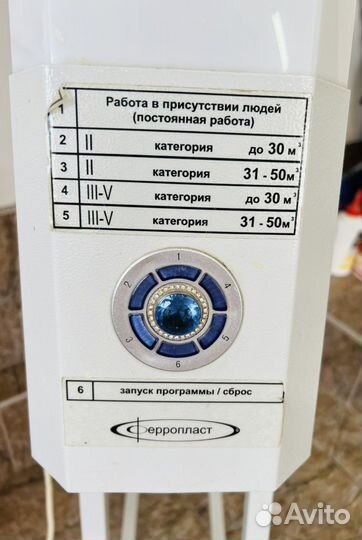 1 Работа в присутствии людей
(постоянная работа)
2 II категория до 30 м³
3 II категория 31 - 50м³
4 III-V категория до 30 м³
5 III-V категория 31 - 50м³
1
2 4
3 5
6
6 запуск программы / сброс
ферропласт
Avito